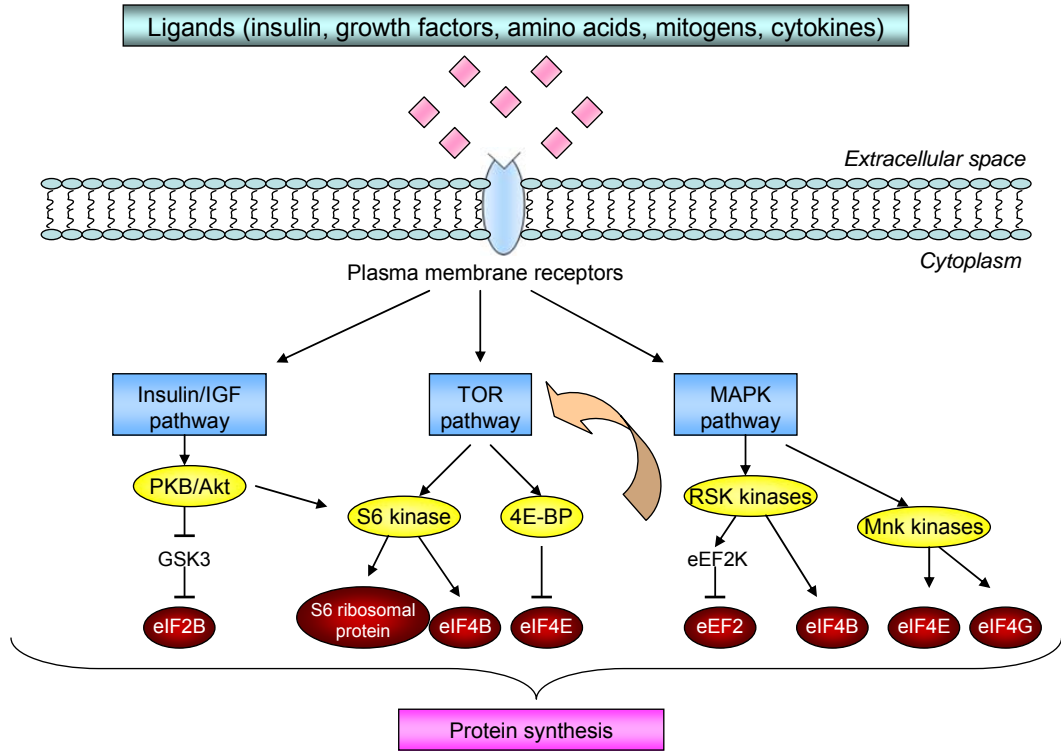 Ligands (insulin, growth factors, amino acids, mitogens, cytokines)
Extracellular space
Cytoplasm
Plasma membrane receptors
Insulin/IGF
pathway
TOR
pathway
MAPK
pathway
PKB/Akt
S6 kinase
4E-BP
RSK kinases
Mnk kinases
GSK3
eEF2K
eIF2B
S6 ribosomal
protein
eIF4B
eIF4E
eEF2
eIF4B
eIF4E
eIF4G
Protein synthesis